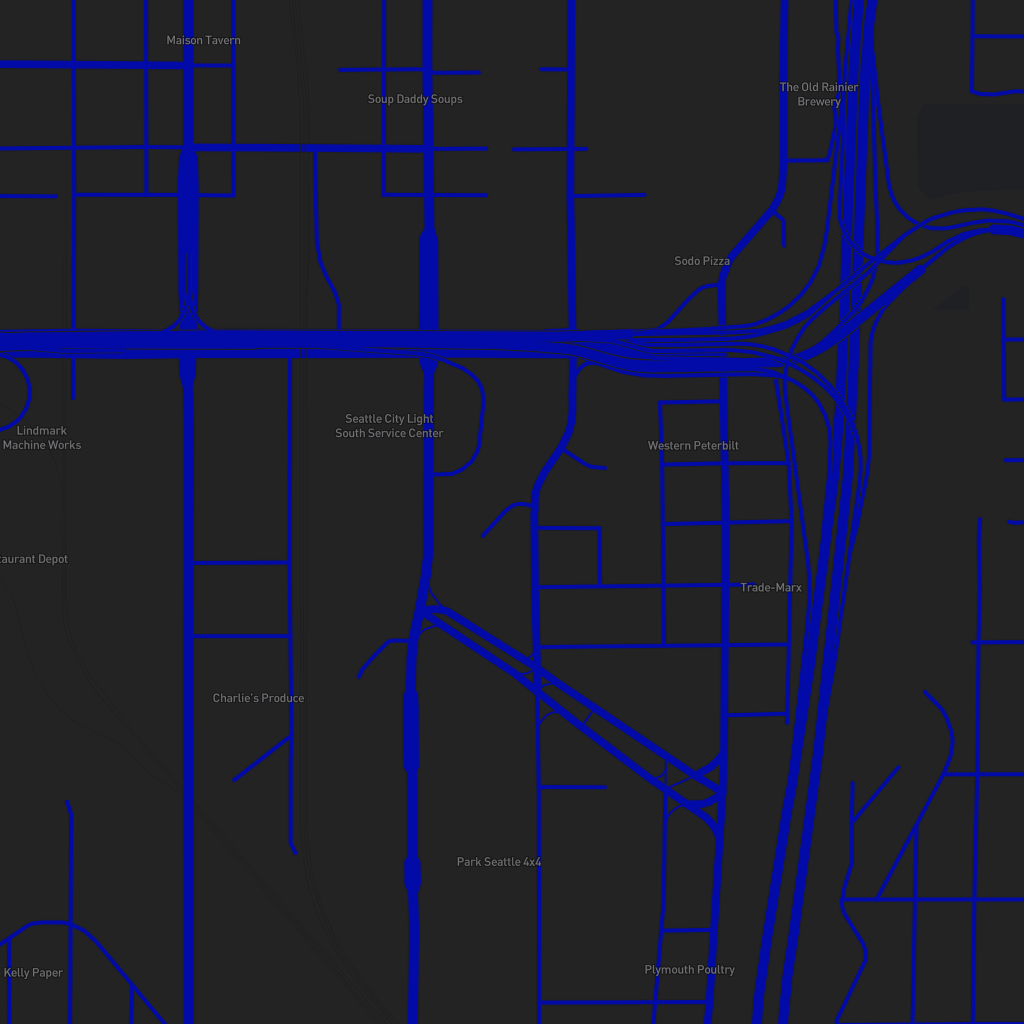 Maison Tavern
Soup Daddy Soups
The Old Rainier
Brewery
Sodo Pizza
Seattle City Light
South Service Center
Lindmark
Machine Works
Western Peterbilt
taurant Depot
Trade-Marx
Charlie's Produce
Park Seattle 4x4
Kelly Paper
Plymouth Poultry